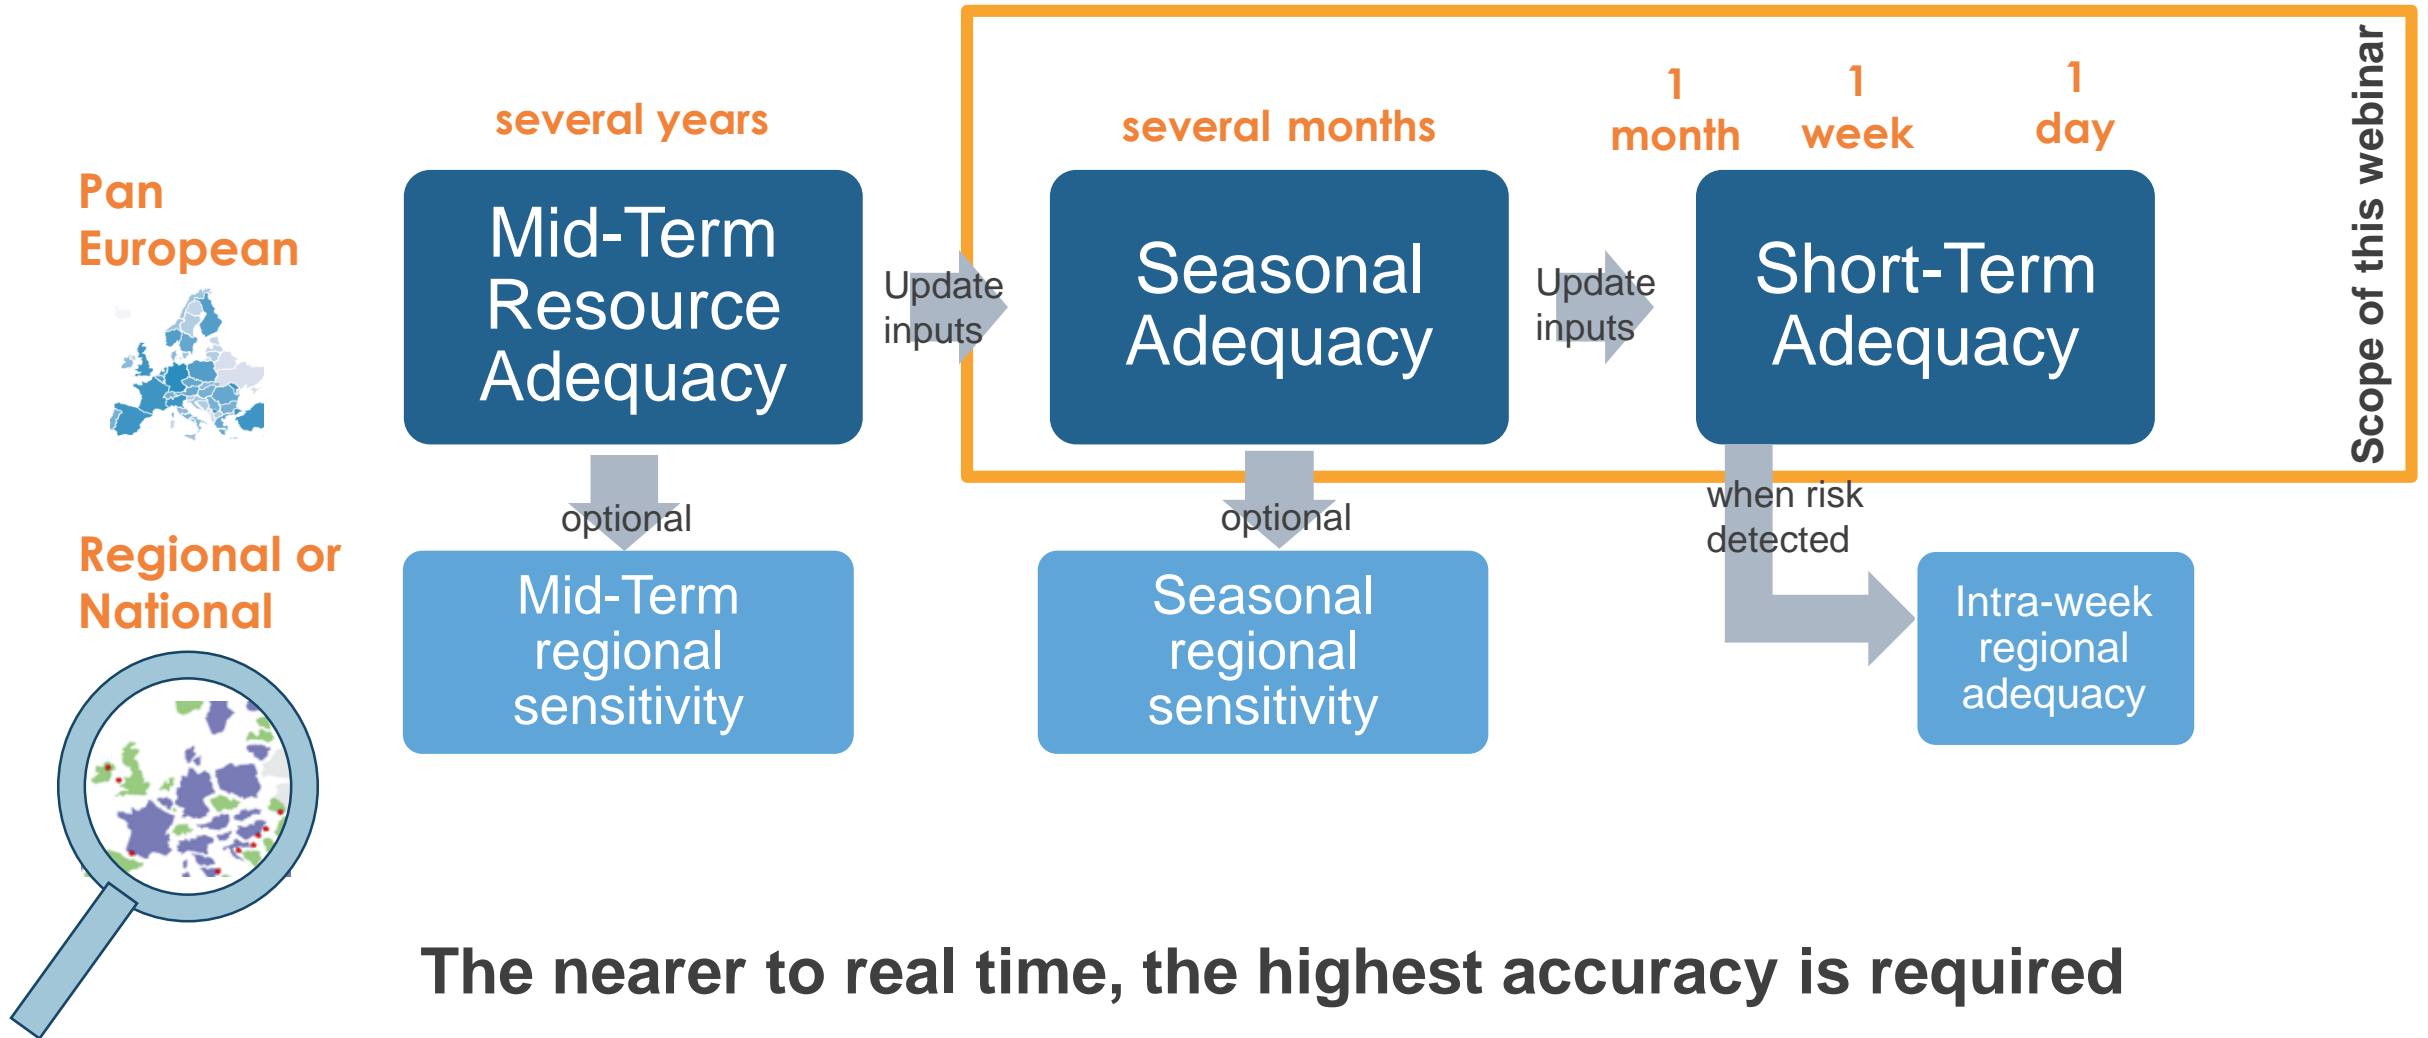 several years
several months
1
month
1
week
1
day
Scope of this webinar
Pan
European
Mid-Term
Resource
Adequacy
Update
inputs
Seasonal
Adequacy
Update
inputs
Short-Term
Adequacy
optional
optional
when risk
detected
Regional or
National
Mid-Term
regional
sensitivity
Seasonal
regional
sensitivity
Intra-week
regional
adequacy
The nearer to real time, the highest accuracy is required